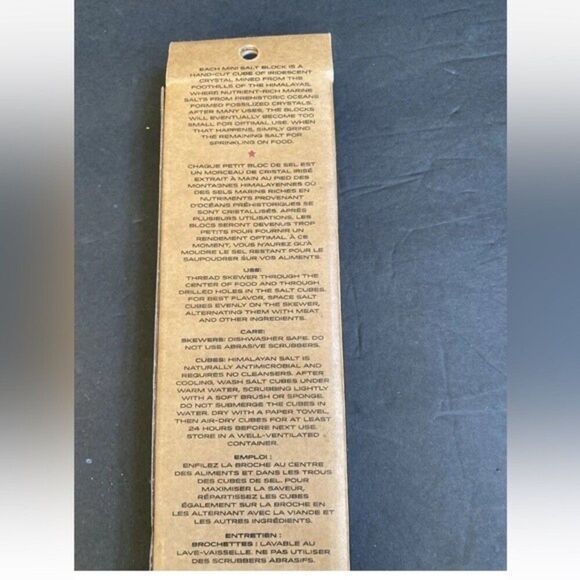 EACH MINI SALT BLOCK IS A
HAND-CUT CUBE OF IRIDESCENT
CRYSTAL MINED FROM THE
FOOTHILLS OF THE HIMALAYAS,
WHERE NUTRIENT-RICH MARINE
SALTS FROM PREHISTORIC OCEANS
FORMED FOSSILIZED CRYSTALS.
AFTER MANY USES, THE BLOCKS
WILL EVENTUALLY BECOME TOO
SMALL FOR OPTIMAL USE. WHEN
THAT HAPPENS, SIMPLY GRIND
THE REMAINING SALT FOR
SPRINKLING ON FOOD.
CHAQUE PETIT BLOC DE SEL EST
UN MORCEAU DE CRISTAL IRISÉ
EXTRAIT À MAIN AU PIED DES
MONTAGNES HIMALAYENNES OÙ
DES SELS MARINS RICHES EN
NUTRIMENTS PROVENANT
D'OCÉANS PRÉHISTORIQUES SE
SONT CRISTALLISÉS. APRÈS
PLUSIEURS UTILISATIONS, LES
BLOCS SERONT DEVENUS TROP
PETITS POUR FOURNIR UN
RENDEMENT OPTIMAL. À CE
MOMENT, VOUS N'AUREZ QU'À
MOUDRE LE SEL RESTANT POUR LE
SAUPOUDRER SUR VOS ALIMENTS.
USE:
THREAD SKEWER THROUGH THE
CENTER OF FOOD AND THROUGH
DRILLED HOLES IN THE SALT CUBES.
FOR BEST FLAVOR, SPACE SALT
CUBES EVENLY ON THE SKEWER,
ALTERNATING THEM WITH MEAT
AND OTHER INGREDIENTS.
CARE:
SKEWERS: DISHWASHER SAFE. DO
NOT USE ABRASIVE SCRUBBERS.
CUBES: HIMALAYAN SALT IS
NATURALLY ANTIMICROBIAL AND
REQUIRES NO CLEANSERS. AFTER
COOLING, WASH SALT CUBES UNDER
WARM WATER, SCRUBBING LIGHTLY
WITH A SOFT BRUSH OR SPONGE.
DO NOT SUBMERGE THE CUBES IN
WATER. DRY WITH A PAPER TOWEL,
THEN AIR-DRY CUBES FOR AT LEAST
24 HOURS BEFORE NEXT USE.
STORE IN A WELL-VENTILATED
CONTAINER.
EMPLOI :
ENFILEZ LA BROCHE AU CENTRE
DES ALIMENTS ET DANS LES TROUS
DES CUBES DE SEL. POUR
MAXIMISER LA SAVEUR,
RÉPARTISSEZ LES CUBES
ÉGALEMENT SUR LA BROCHE EN
LES ALTERNANT AVEC LA VIANDE ET
LES AUTRES INGRÉDIENTS.
ENTRETIEN :
BROCHETTES : LAVABLE AU
LAVE-VAISSELLE. NE PAS UTILISER
DES SCRUBBERS ABRASIFS.